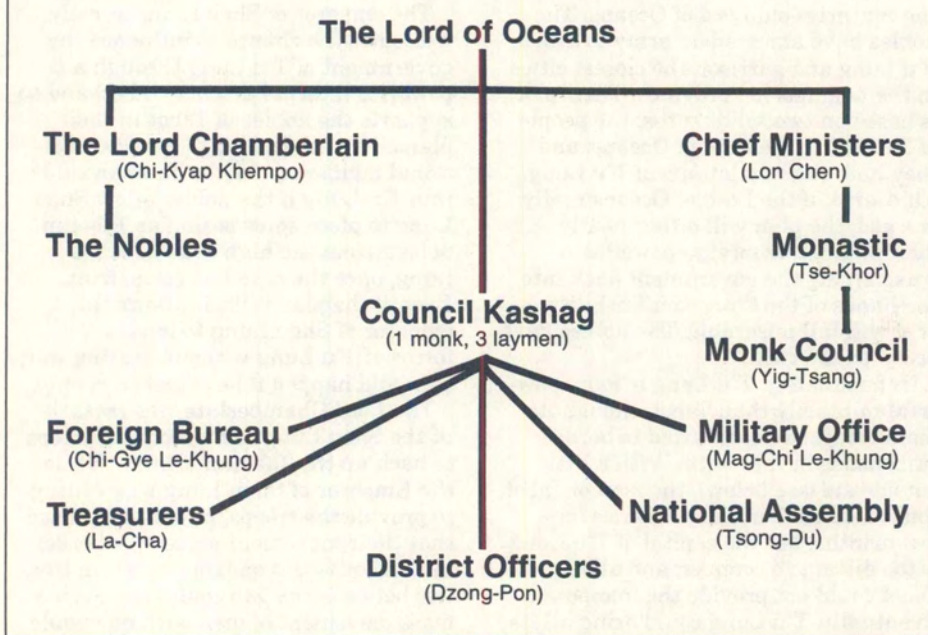 The Lord of Oceans
The Lord Chamberlain
(Chi-Kyap Khempo)
Chief Ministers
(Lon Chen)
The Nobles
Monastic
(Tse-Khor)
Council Kashag
(1 monk, 3 laymen)
Monk Council
(Yig-Tsang)
Foreign Bureau
(Chi-Gye Le-Khung)
Military Office
(Mag-Chi Le-Khung)
Treasurers
(La-Cha)
National Assembly
(Tsong-Du)
District Officers
(Dzong-Pon)